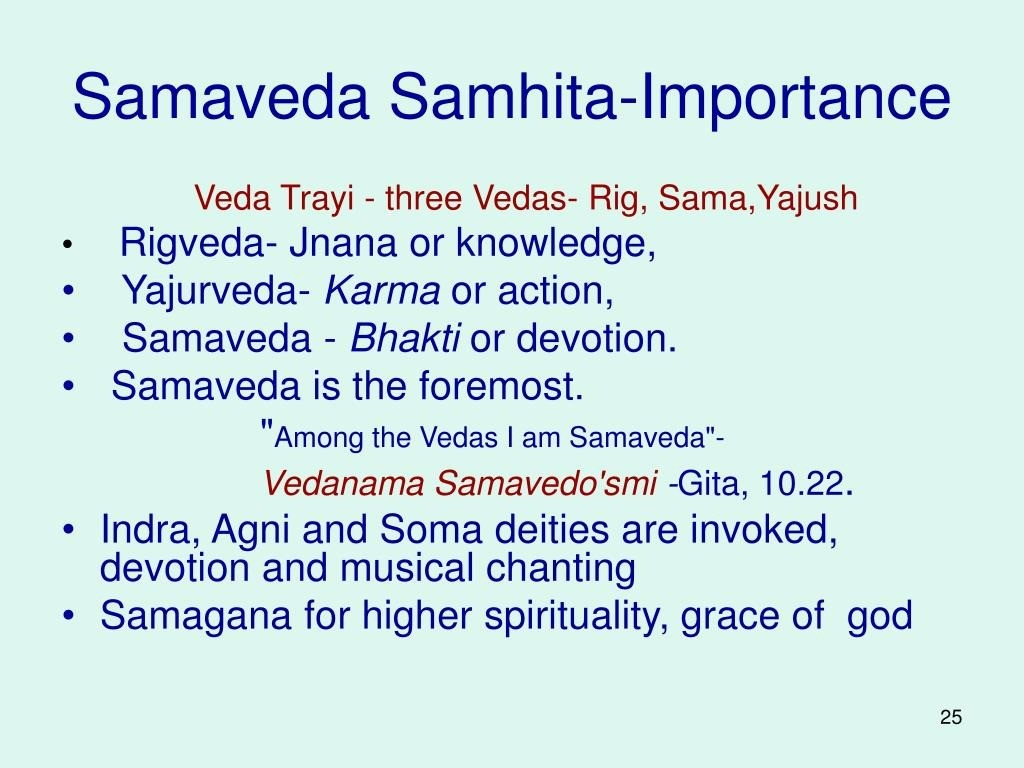 Samaveda Samhita-Importance
Veda Trayi - three Vedas- Rig, Sama,Yajush
• Rigveda- Jnana or knowledge,
• Yajurveda- Karma or action,
• Samaveda - Bhakti or devotion.
• Samaveda is the foremost.
"Among the Vedas I am Samaveda"-
Vedanama Samavedo'smi -Gita, 10.22.
• Indra, Agni and Soma deities are invoked,
devotion and musical chanting
• Samagana for higher spirituality, grace of  god
25